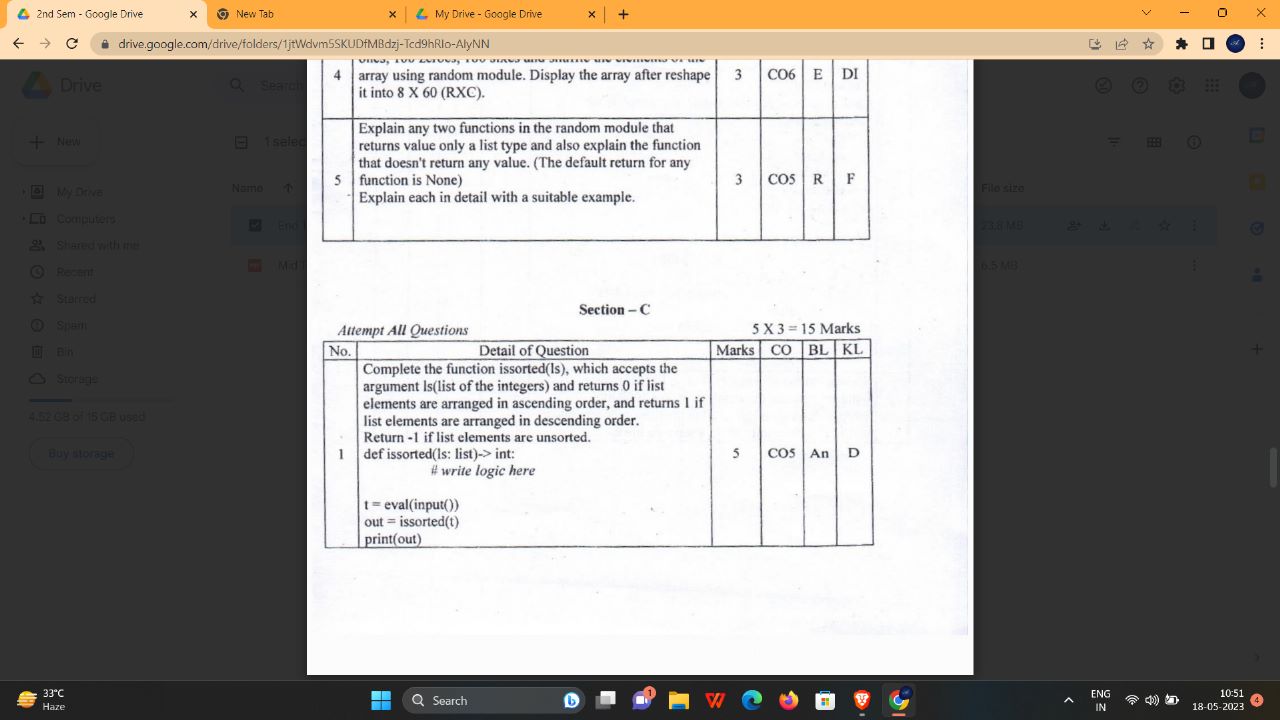 2nd Sem - Google Drive
New Tab
My Drive - Google Drive
drive.google.com/drive/folders/1jtWdvm5SKUDfMBdzj-Tcd9hRIo-AlyNN
Drive
Search
New
1 selec
My Drive
Computers
Shared with me
Recent
Starred
Spam
Bin
Storage
4.52 GB of 15 GB used
Buy storage
Name
File size
End
23.8 MB
Mid T
6.5 MB
4
array using random module. Display the array after reshape
it into 8 X 60 (RXC).
3 CO6 E DI
5
Explain any two functions in the random module that
returns value only a list type and also explain the function
that doesn't return any value. (The default return for any
function is None)
Explain each in detail with a suitable example.
3 CO5 R F
Section – C
Attempt All Questions
5 X 3 = 15 Marks
No. Detail of Question Marks CO BL KL
1
Complete the function issorted(ls), which accepts the
argument ls(list of the integers) and returns 0 if list
elements are arranged in ascending order, and returns 1 if
list elements are arranged in descending order.
Return -1 if list elements are unsorted.
def issorted(ls: list)-> int:
# write logic here
t = eval(input())
out = issorted(t)
print(out)
5 CO5 An D
33°C
Haze
Search
1
ENG
IN
10:51
18-05-2023
4